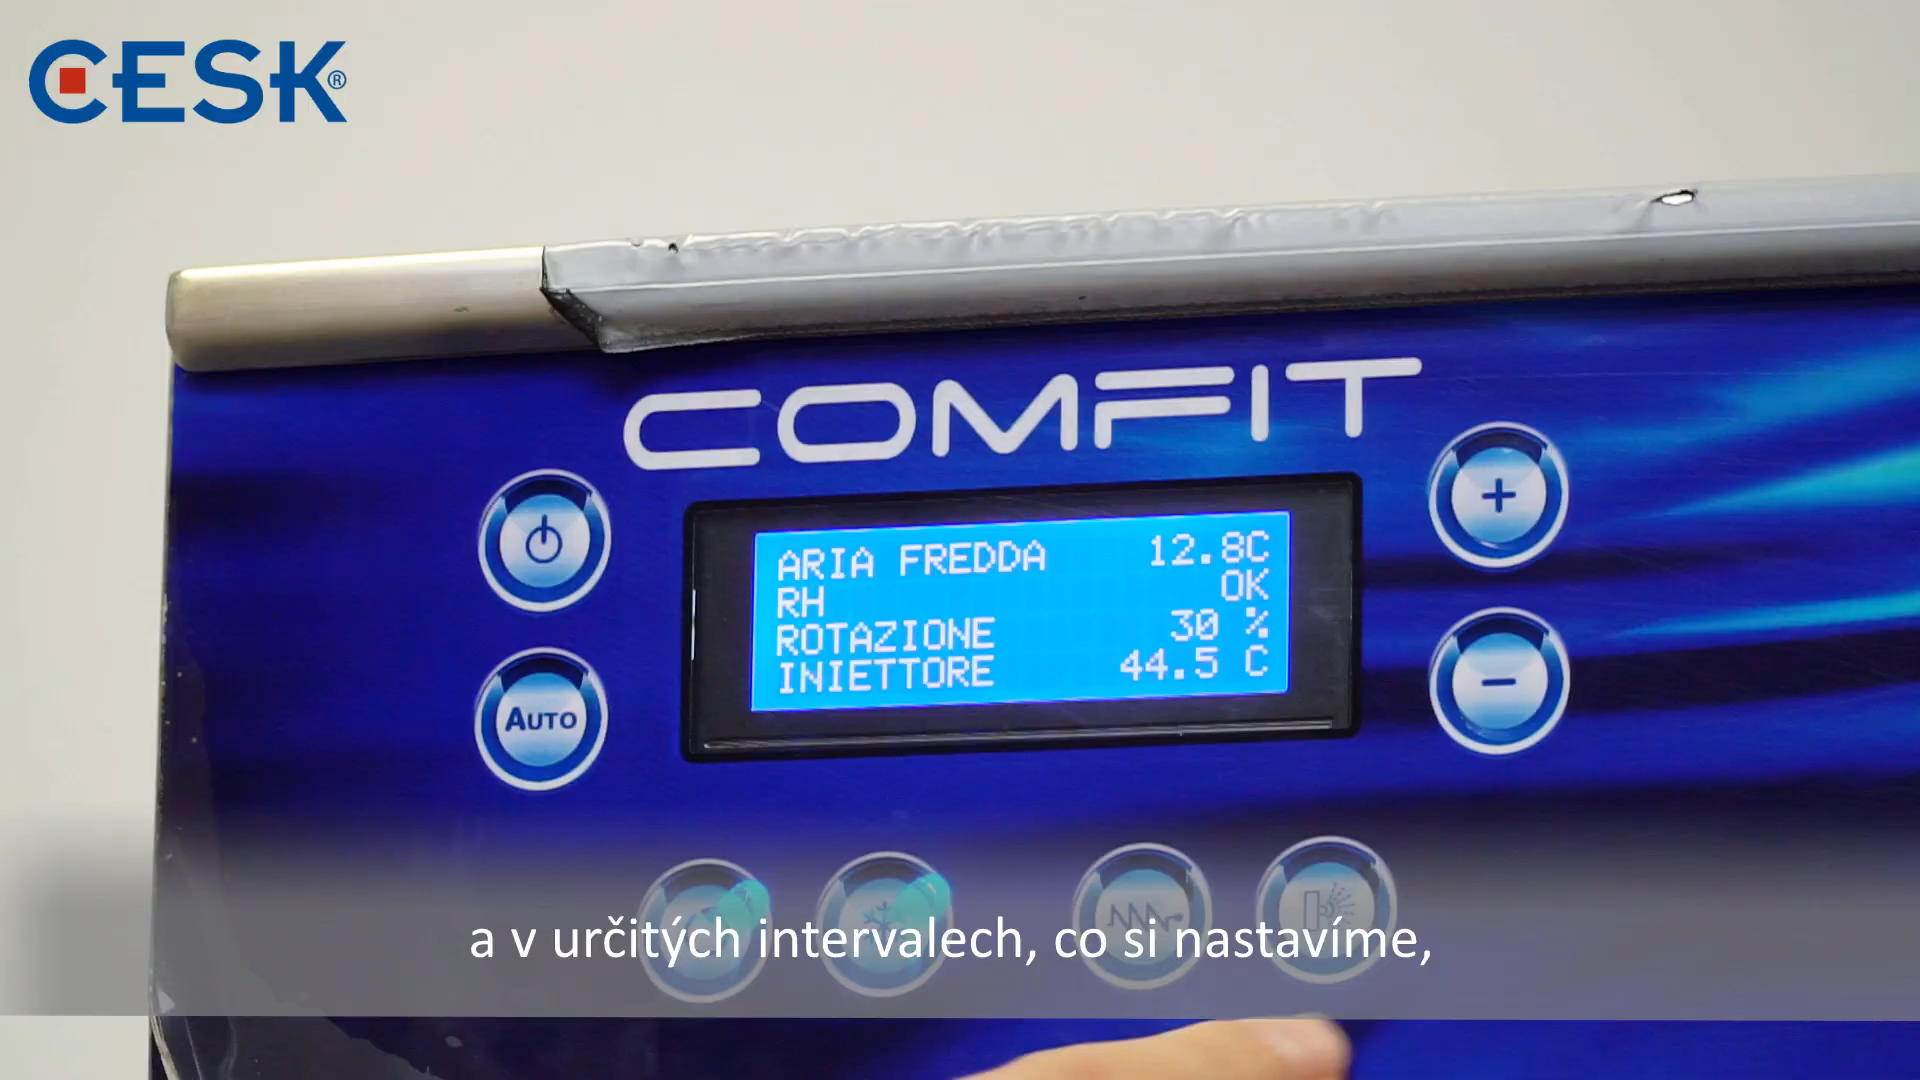 CESK®
COMFIT
ARIA FREDDA 12.8C
RH OK
ROTAZIONE 30 %
INIETTORE 44.5 C
+
AUTO
−
a v určitých intervalech, co si nastavíme,